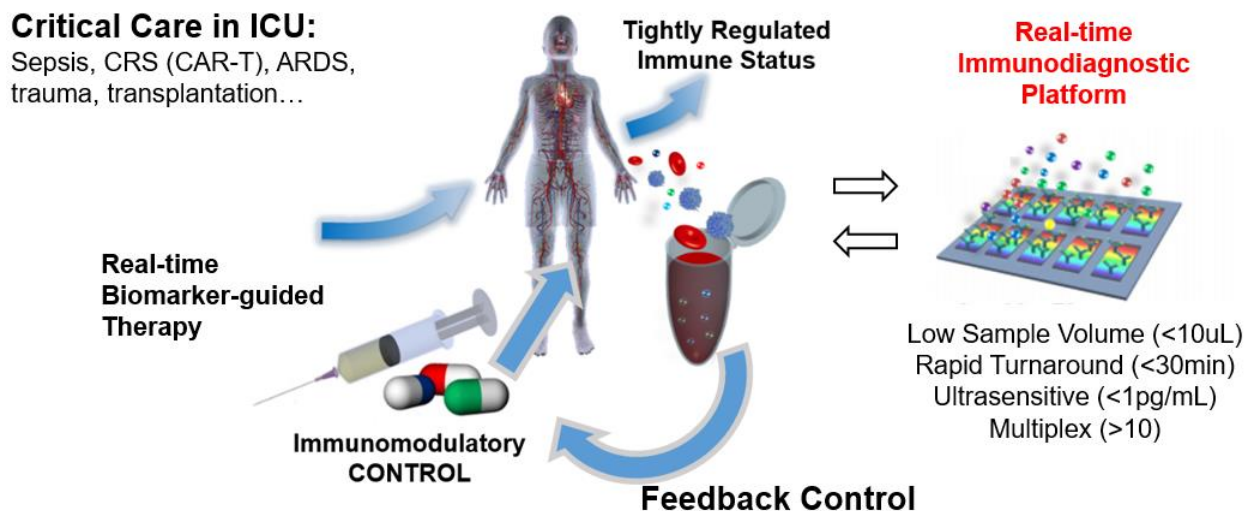 Critical Care in ICU:
Sepsis, CRS (CAR-T), ARDS,
trauma, transplantation…
Tightly Regulated
Immune Status
Real-time
Immunodiagnostic
Platform
Real-time
Biomarker-guided
Therapy
Immunomodulatory
CONTROL
Low Sample Volume (<10uL)
Rapid Turnaround (<30min)
Ultrasensitive (<1pg/mL)
Multiplex (>10)
Feedback Control